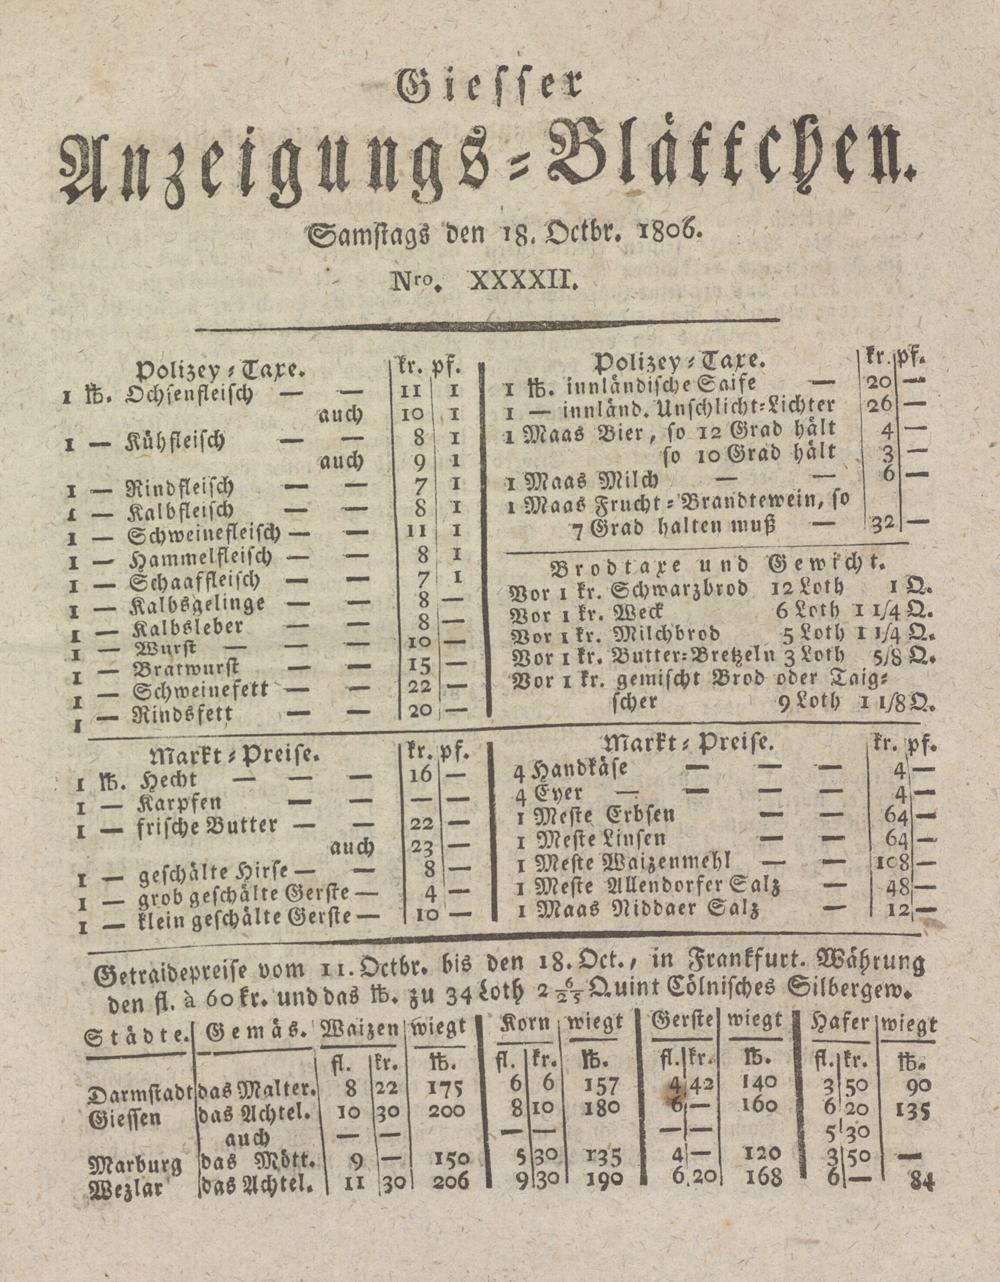 Giesser
Anzeigungs-Blättchen.
Samstags den 18. Octbr. 1806.
Nro. XXXXII.
Polizey-Taxe. kr. pf.
1 ℔. Ochsenfleisch — — 11 1
auch 10 1
1 — Kühfleisch — — 8 1
auch 9 1
1 — Rindfleisch — — 7 1
1 — Kalbfleisch — — 8 1
1 — Schweinefleisch — — 11 1
1 — Hammelfleisch — — 8 1
1 — Schaaffleisch — — 7 1
1 — Kalbsgelinge — — 8 —
1 — Kalbsleber — — 8 —
1 — Wurst — — 10 —
1 — Bratwurst — — 15 —
1 — Schweinefett — — 22 —
1 — Rindsfett — — 20 —
Polizey-Taxe. kr. pf.
1 ℔. innländische Saife — 20 —
1 — innländ. Unschlicht-Lichter 26 —
1 Maas Bier, so 12 Grad hält 4 —
so 10 Grad hält 3 —
1 Maas Milch — — 6 —
1 Maas Frucht-Brandtewein, so
7 Grad halten muß — 32 —
Brodtaxe und Gewicht.
Vor 1 kr. Schwarzbrod 12 Loth 1 Q.
Vor 1 kr. Weck 6 Loth 1 1/4 Q.
Vor 1 kr. Milchbrod 5 Loth 1 1/4 Q.
Vor 1 kr. Butter-Bretzeln 3 Loth 5/8 Q.
Vor 1 kr. gemischt Brod oder Taig-
scher 9 Loth 1 1/8 Q.
Markt-Preise. kr. pf.
1 ℔. Hecht — — — 16 —
1 — Karpfen — — — —
1 — frische Butter — — 22 —
auch 23 —
1 — geschälte Hirse — — 8 —
1 — grob geschälte Gerste — 4 —
1 — klein geschälte Gerste — 10 —
Markt-Preise. kr. pf.
4 Handkäse — — — 4 —
4 Eyer — — — 4 —
1 Meste Erbsen — — 64 —
1 Meste Linsen — — 64 —
1 Meste Waizenmehl — — 108 —
1 Meste Allendorfer Salz — 48 —
1 Maas Niddaer Salz — 12 —
Getraidepreise vom 11. Octbr. bis den 18. Oct., in Frankfurt. Währung
den fl. à 60 kr. und das ℔. zu 34 Loth 2 6/25 Quint Cölnisches Silbergew.
Städte. Gemäs. Waizen wiegt Korn wiegt Gerste wiegt Hafer wiegt
fl. kr. ℔. fl. kr. ℔. fl. kr. ℔. fl. kr. ℔.
Darmstadt das Malter. 8 22 175 6 6 157 4 42 140 3 50 90
Giessen das Achtel. 10 30 200 8 10 180 6 — 160 6 20 135
auch — — — — — — 5 30
Marburg das Mött. 9 — 150 5 30 135 4 — 120 3 50 —
Wezlar das Achtel. 11 30 206 9 30 190 6 20 168 6 — 84